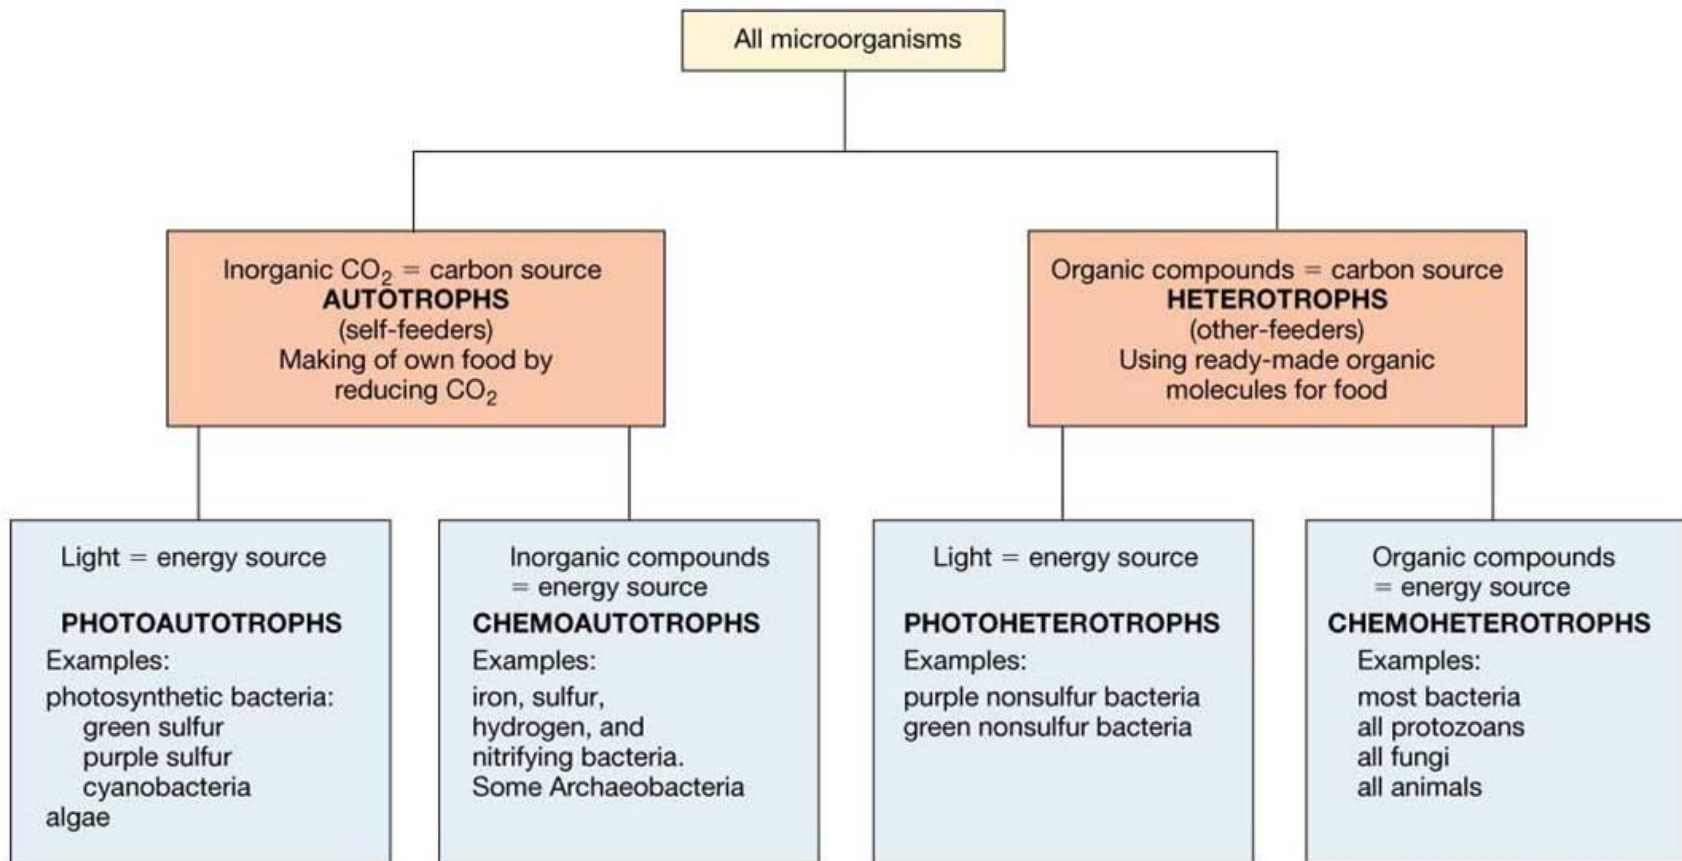 All microorganisms
Inorganic CO₂ = carbon source
AUTOTROPHS
(self-feeders)
Making of own food by
reducing CO₂
Organic compounds = carbon source
HETEROTROPHS
(other-feeders)
Using ready-made organic
molecules for food
Light = energy source
PHOTOAUTOTROPHS
Examples:
photosynthetic bacteria:
green sulfur
purple sulfur
cyanobacteria
algae
Inorganic compounds
= energy source
CHEMOAUTOTROPHS
Examples:
iron, sulfur,
hydrogen, and
nitrifying bacteria.
Some Archaeobacteria
Light = energy source
PHOTOHETEROTROPHS
Examples:
purple nonsulfur bacteria
green nonsulfur bacteria
Organic compounds
= energy source
CHEMOHETEROTROPHS
Examples:
most bacteria
all protozoans
all fungi
all animals